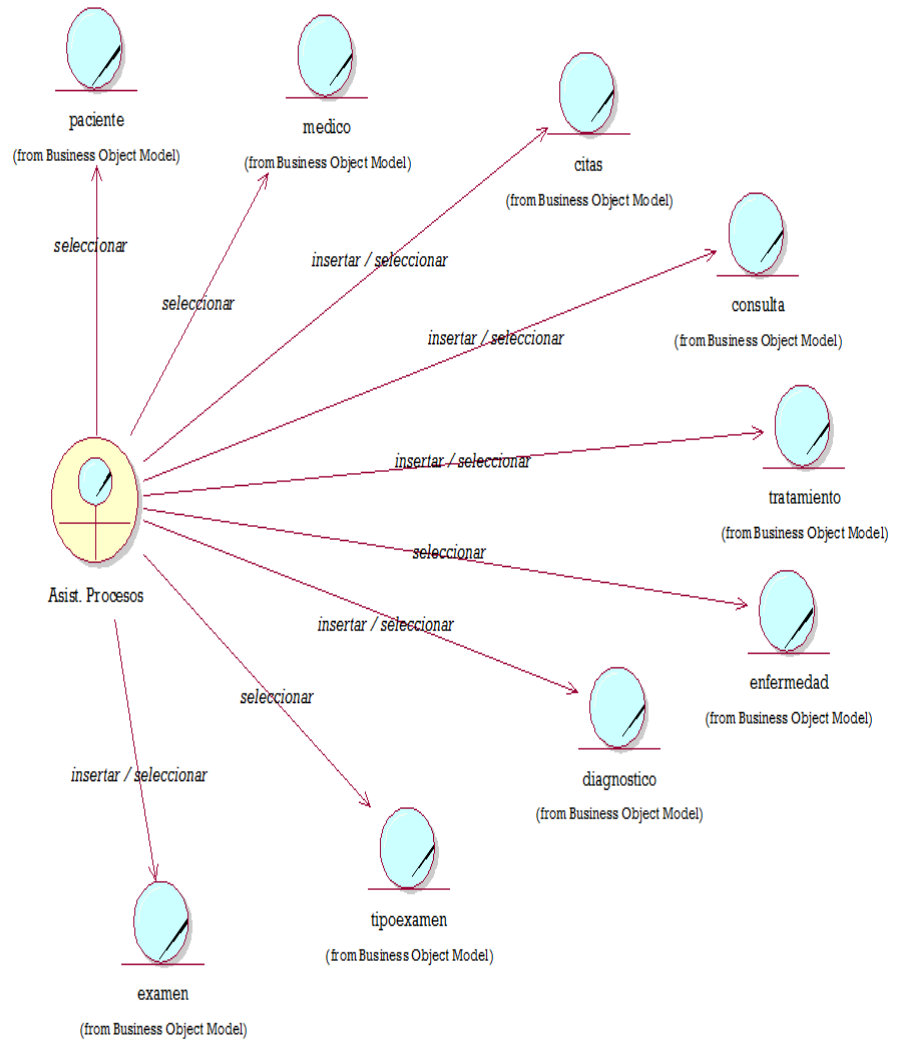 paciente
(from Business Object Model)
medico
(from Business Object Model)
citas
(from Business Object Model)
seleccionar
insertar / seleccionar
seleccionar
consulta
(from Business Object Model)
insertar / seleccionar
insertar / seleccionar
tratamiento
(from Business Object Model)
seleccionar
Asist. Procesos
insertar / seleccionar
enfermedad
(from Business Object Model)
seleccionar
insertar / seleccionar
diagnostico
(from Business Object Model)
tipoexamen
(from Business Object Model)
examen
(from Business Object Model)